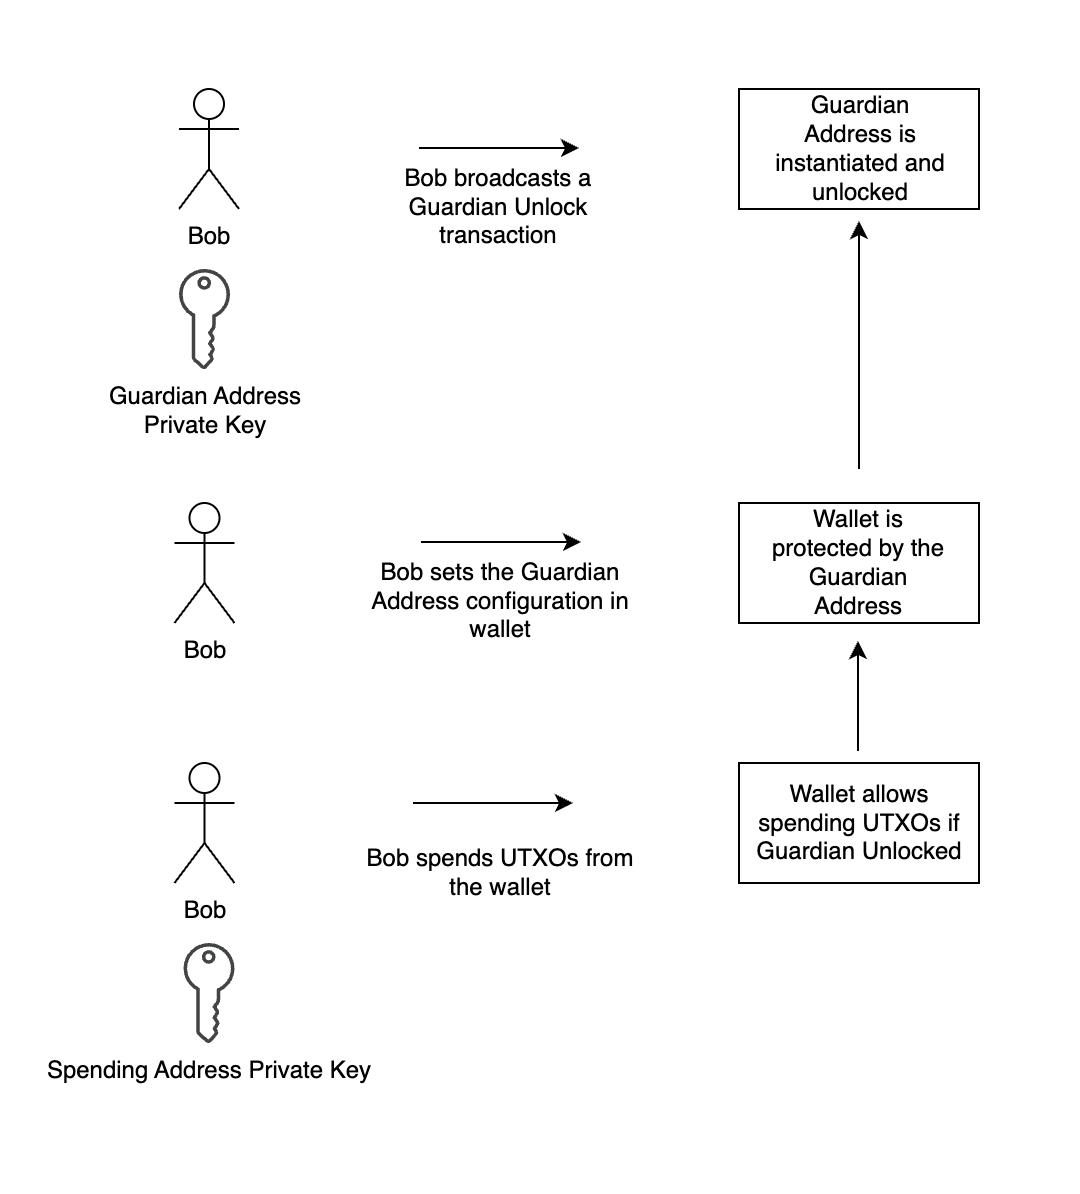 Bob
Guardian Address
Private Key
Bob broadcasts a
Guardian Unlock
transaction
Guardian
Address is
instantiated and
unlocked
Bob
Bob sets the Guardian
Address configuration in
wallet
Wallet is
protected by the
Guardian
Address
Bob
Spending Address Private Key
Bob spends UTXOs from
the wallet
Wallet allows
spending UTXOs if
Guardian Unlocked